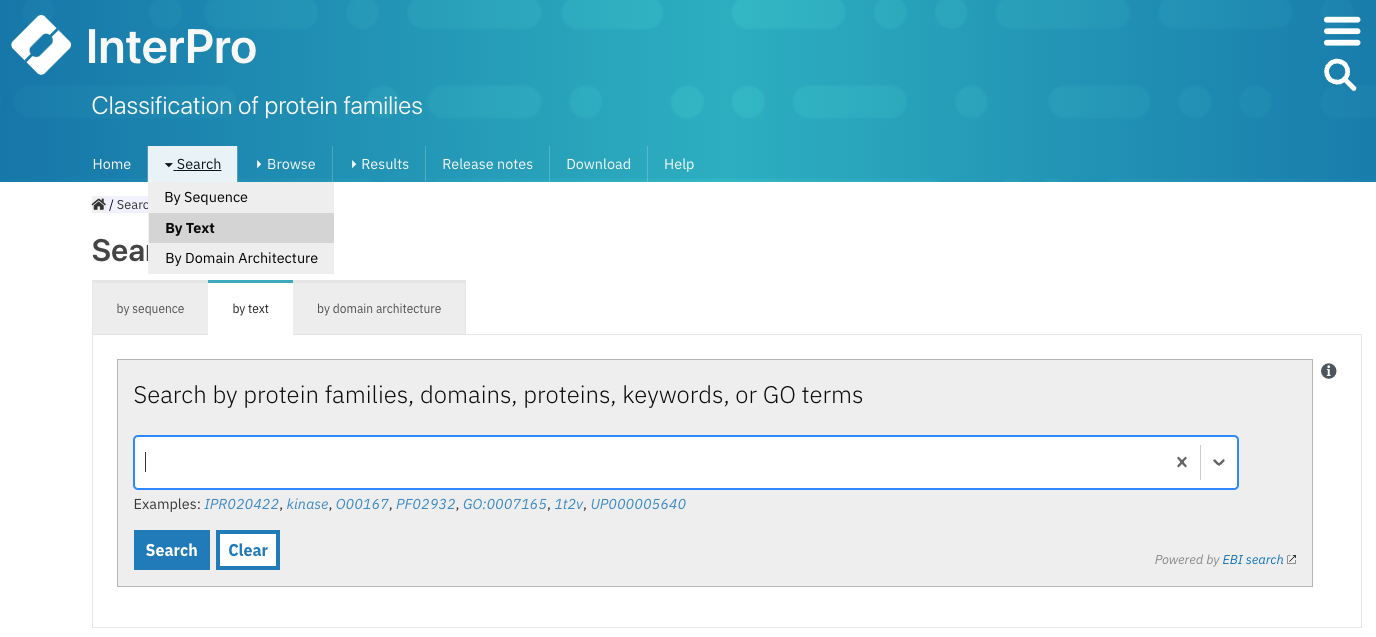 InterPro
Classification of protein families
Home Search Browse Results Release notes Download Help
By Sequence
/ Searc
By Text
Sear
By Domain Architecture
by sequence by text by domain architecture
Search by protein families, domains, proteins, keywords, or GO terms
Examples: IPR020422, kinase, O00167, PF02932, GO:0007165, 1t2v, UP000005640
Search Clear
Powered by EBI search